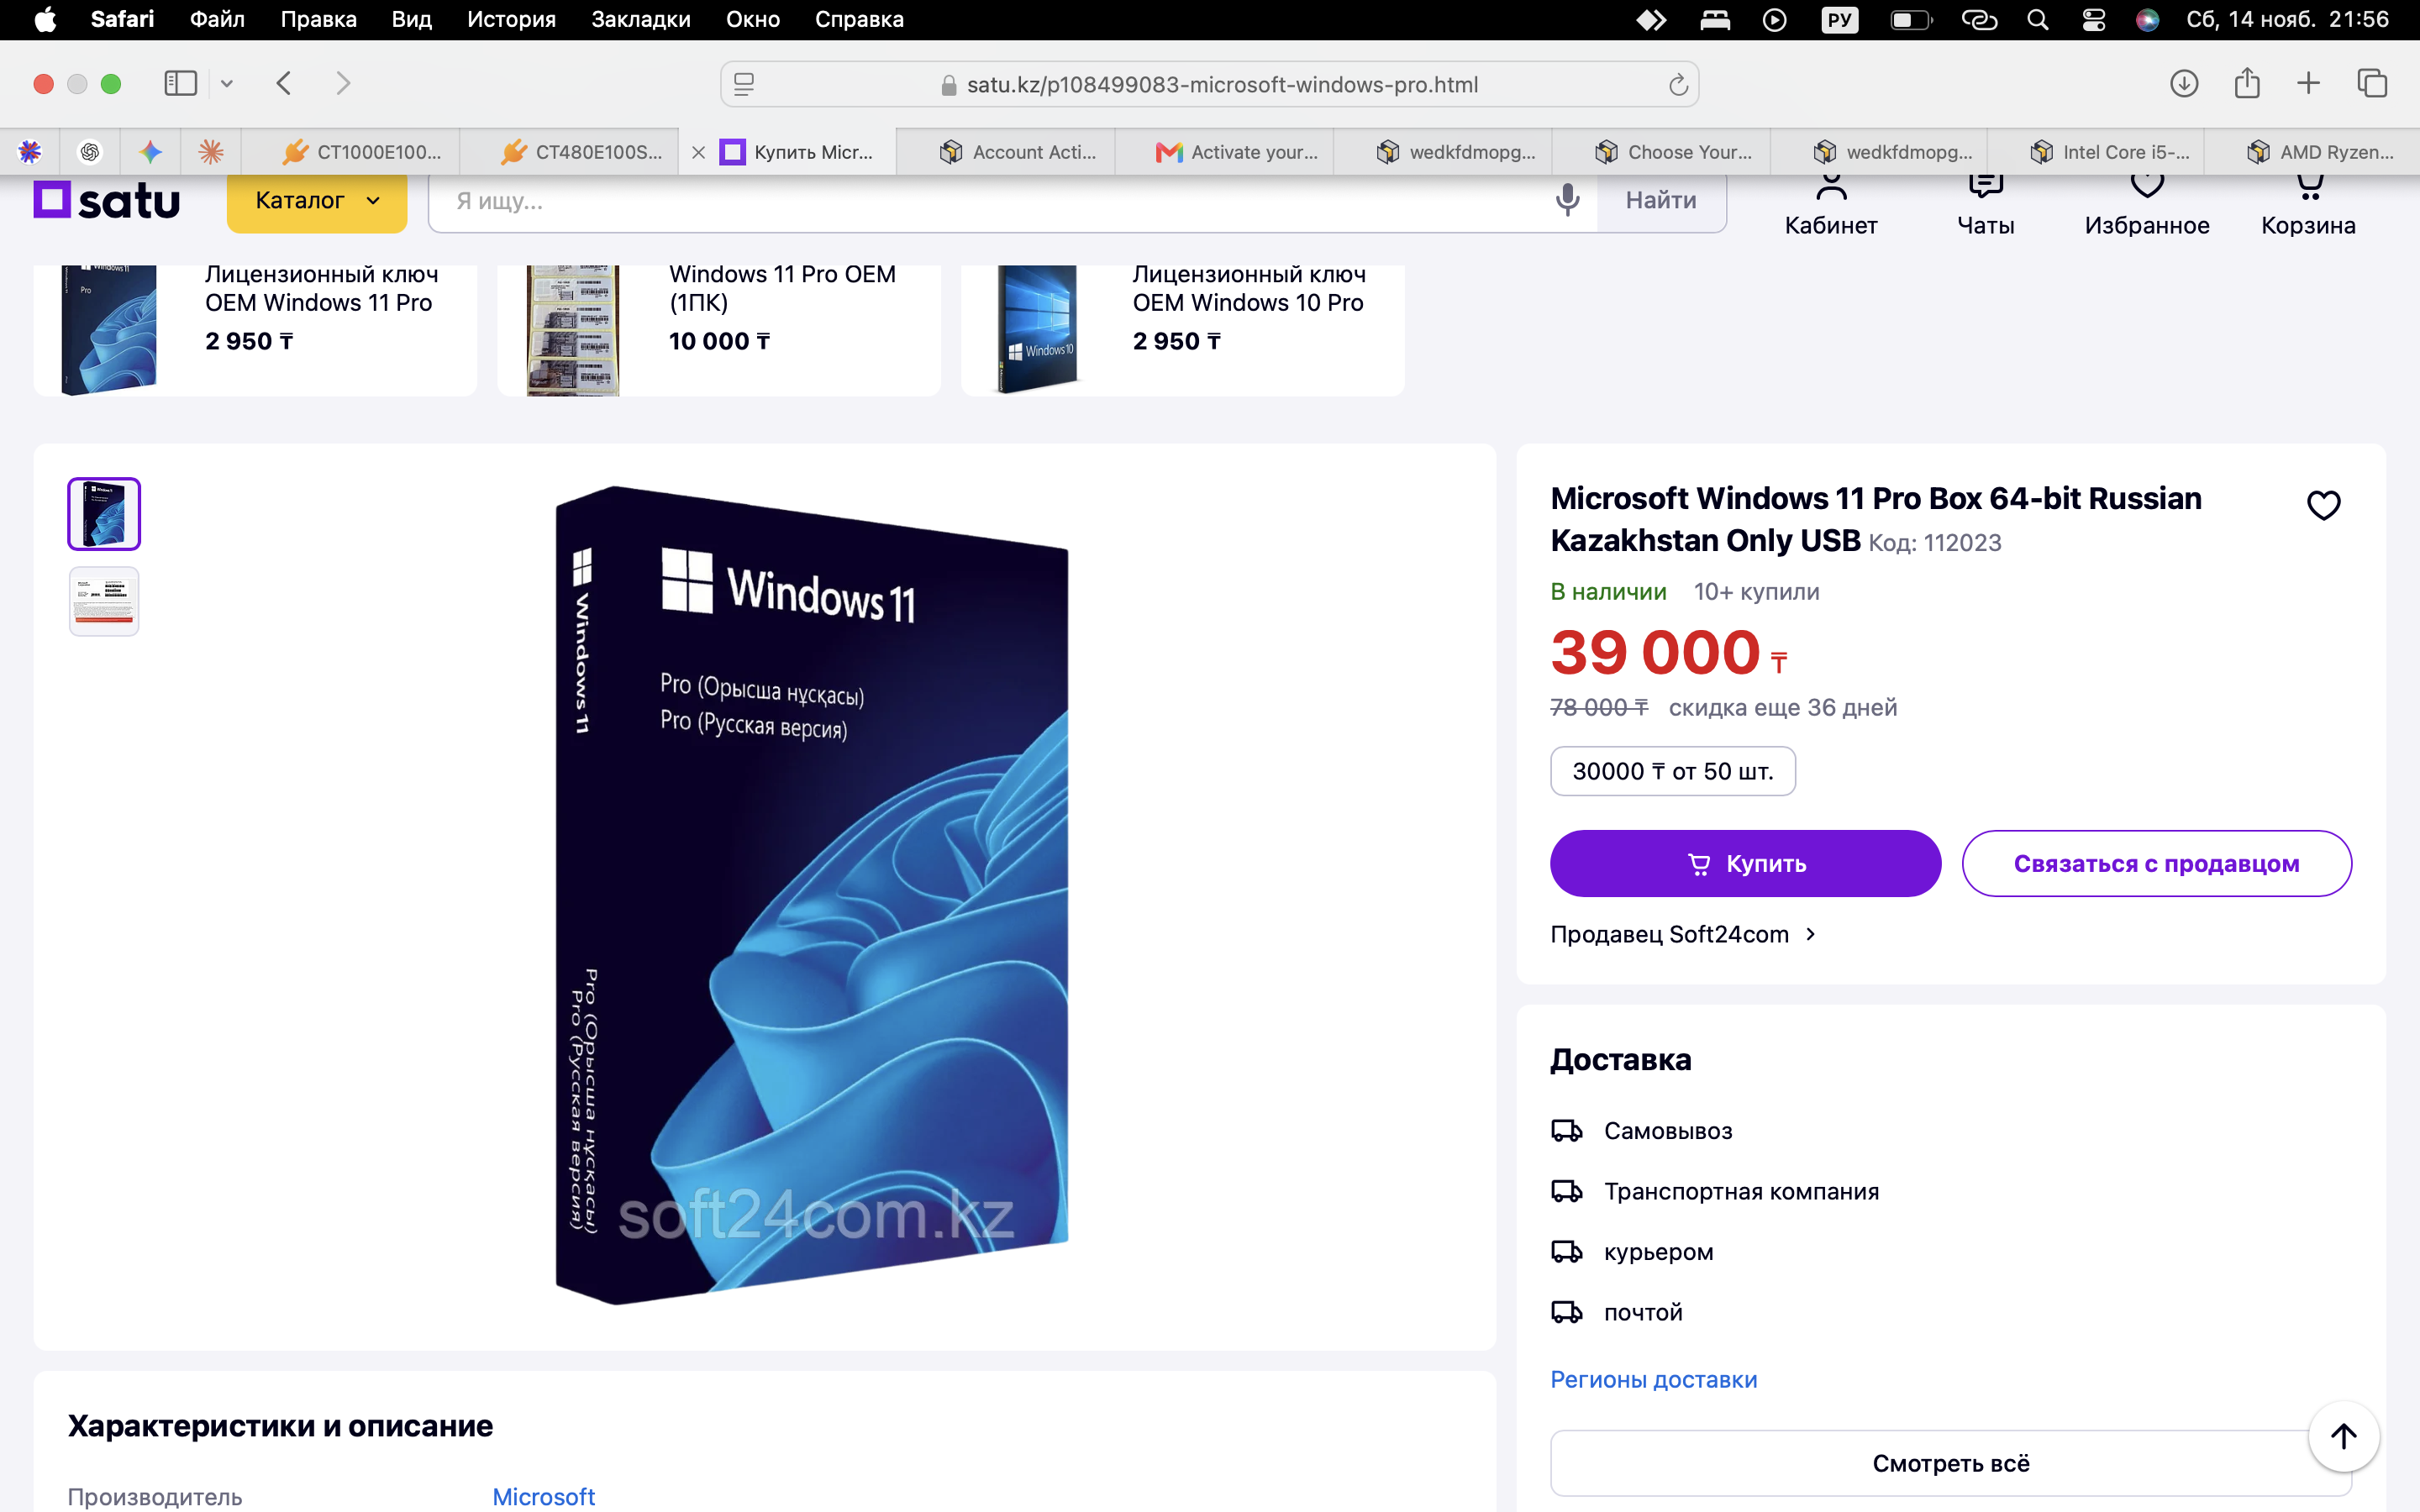 Safari Файл Правка Вид История Закладки Окно Справка РУ Сб, 14 нояб. 21:56
satu.kz/p108499083-microsoft-windows-pro.html
CT1000E100... CT480E100S... Купить Micr... Account Acti... Activate your... wedkfdmopg... Choose Your... wedkfdmopg... Intel Core i5-... AMD Ryzen...
satu Каталог Я ищу... Найти
Кабинет Чаты Избранное Корзина
Лицензионный ключ
OEM Windows 11 Pro
2 950 ₸
Windows 11 Pro OEM
(1ПК)
10 000 ₸
Windows 10
Лицензионный ключ
OEM Windows 10 Pro
2 950 ₸
Windows 11
Pro (Орысша нұсқасы)
Pro (Русская версия)
Windows 11
Pro (Орысша нұсқасы)
Pro (Русская версия)
soft24com.kz
Microsoft Windows 11 Pro Box 64-bit Russian
Kazakhstan Only USB Код: 112023
В наличии 10+ купили
39 000 ₸
78 000 ₸ скидка еще 36 дней
30000 ₸ от 50 шт.
Купить Связаться с продавцом
Продавец Soft24com
Доставка
Самовывоз
Транспортная компания
курьером
почтой
Регионы доставки
Смотреть всё
Характеристики и описание
Производитель Microsoft